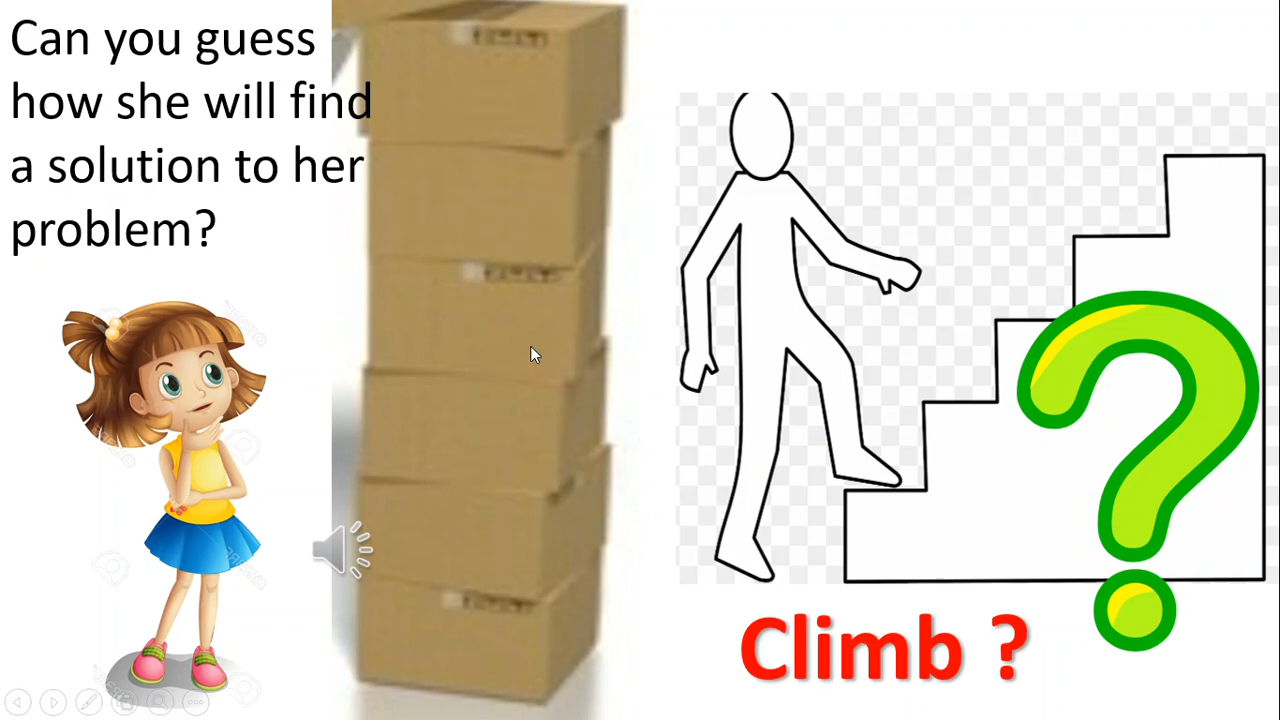 Can you guess
how she will find
a solution to her
problem?
Climb ?